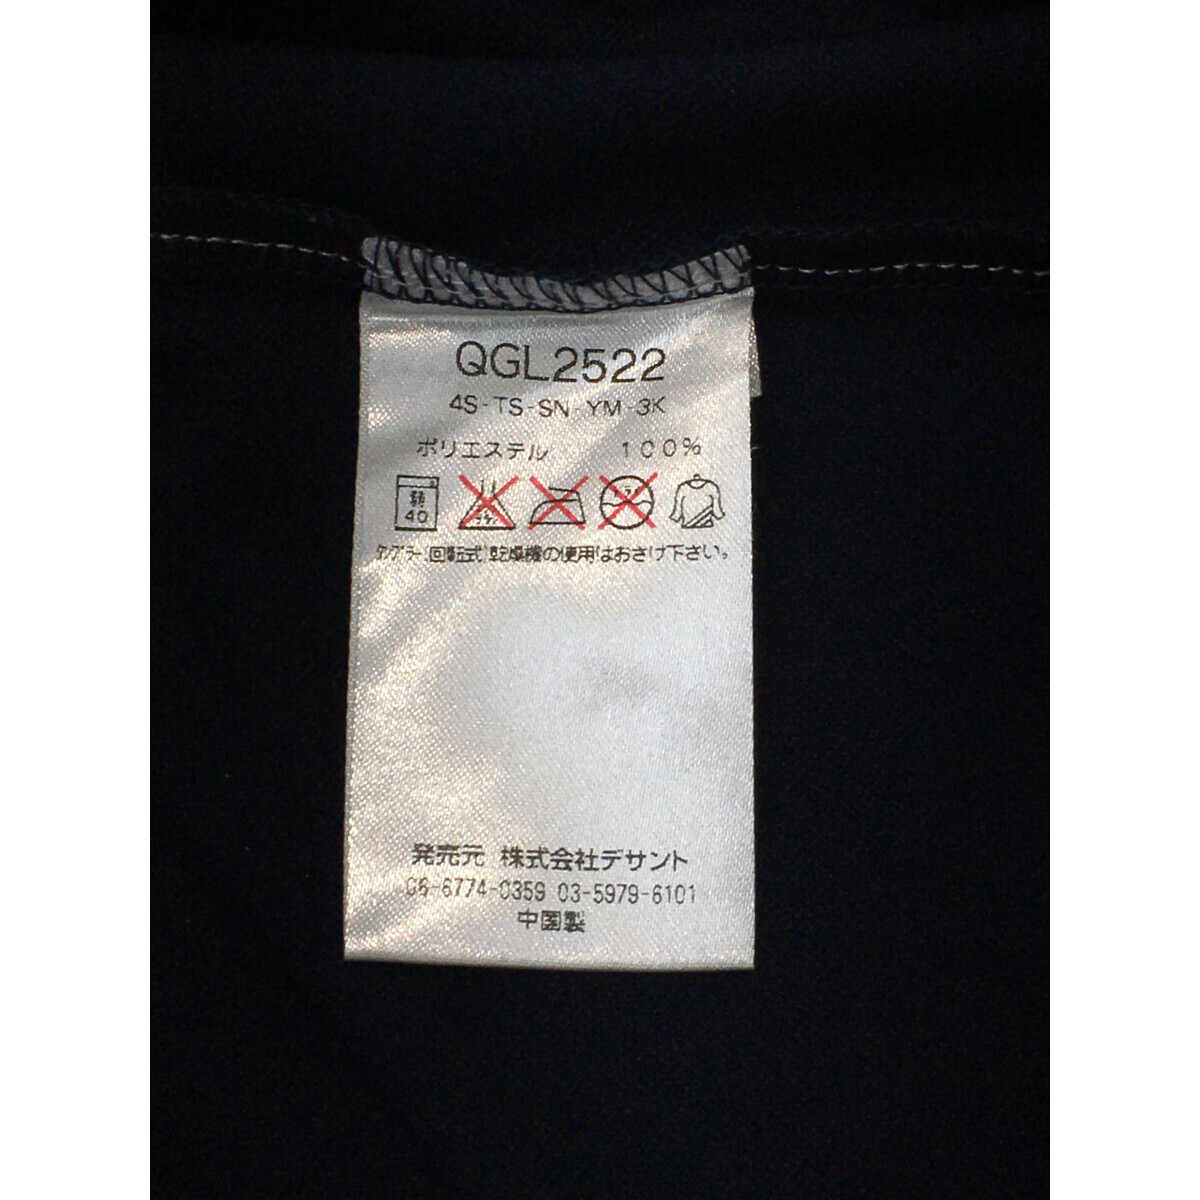 QGL2522
4S-TS-SN-YM-3K
ポリエステル 100%
40
タンブラー(回転式)乾燥機の使用はおさけ下さい。
発売元 株式会社デサント
06-6774-0359 03-5979-6101
中国製